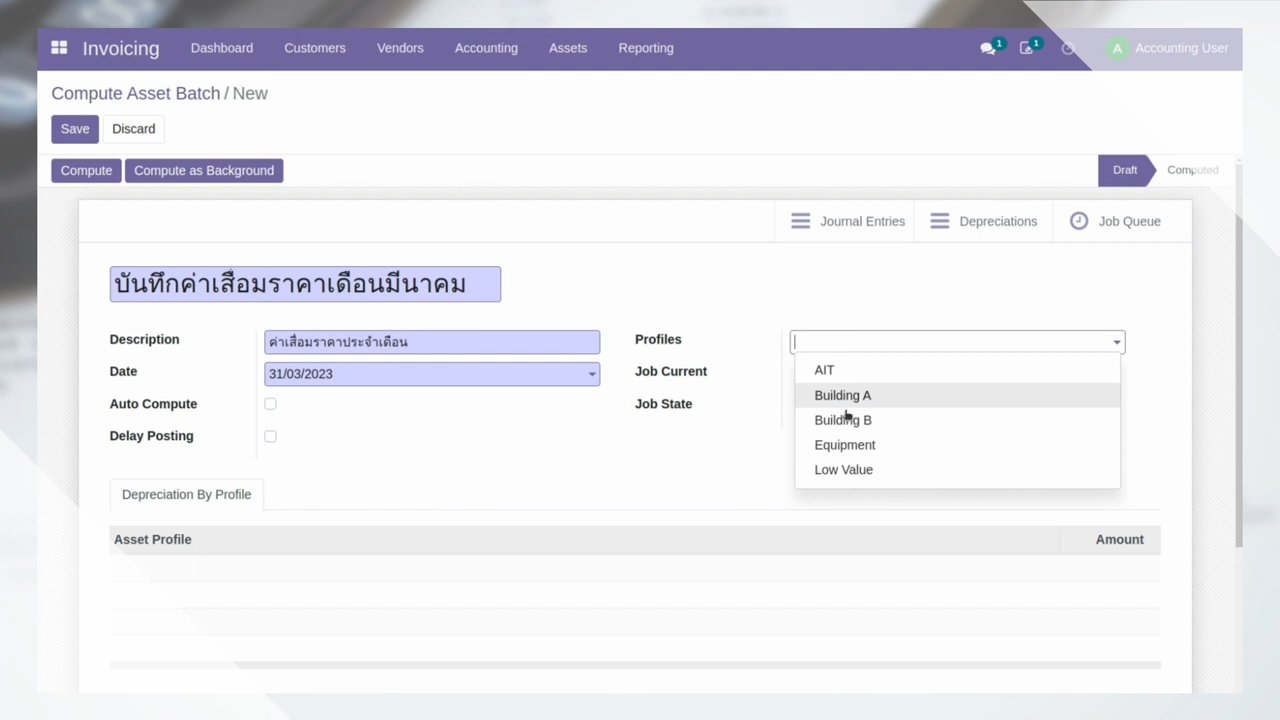 Invoicing Dashboard Customers Vendors Accounting Assets Reporting 1 1 A Accounting User
Compute Asset Batch / New
Save Discard
Compute Compute as Background Draft Computed
Journal Entries Depreciations Job Queue
บันทึกค่าเสื่อมราคาเดือนมีนาคม
Description ค่าเสื่อมราคาประจำเดือน Profiles
Date 31/03/2023 Job Current
Auto Compute Job State
Delay Posting
AIT
Building A
Building B
Equipment
Low Value
Depreciation By Profile
Asset Profile Amount